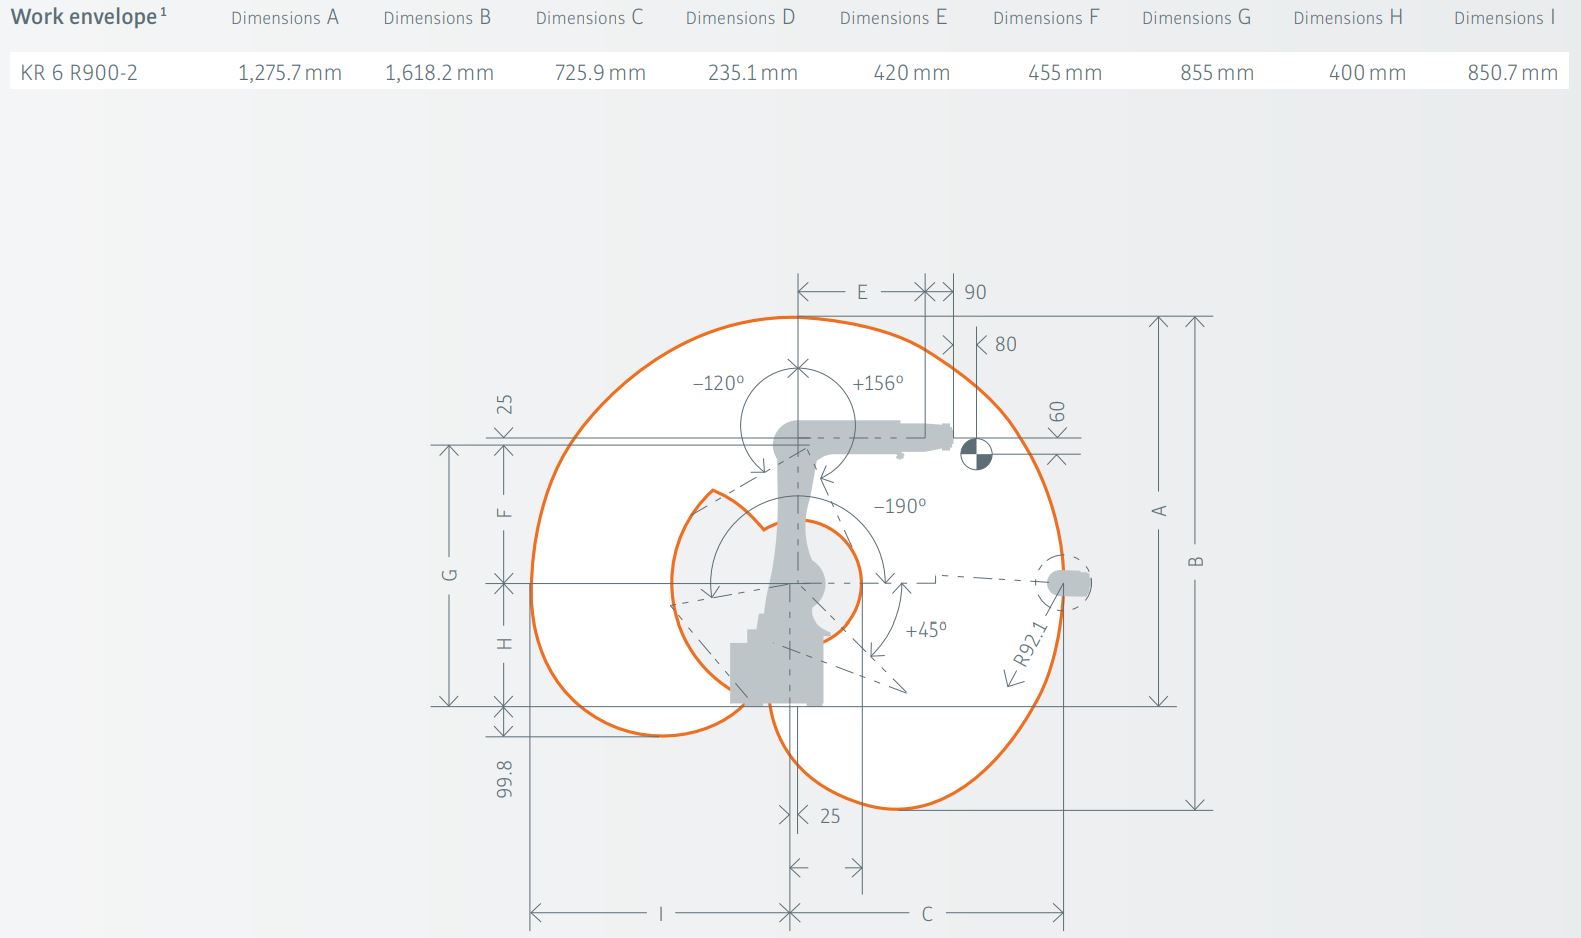 Work envelope¹ Dimensions A Dimensions B Dimensions C Dimensions D Dimensions E Dimensions F Dimensions G Dimensions H Dimensions I
KR 6 R900-2 1,275.7 mm 1,618.2 mm 725.9 mm 235.1 mm 420 mm 455 mm 855 mm 400 mm 850.7 mm
E 90
80
–120° +156°
25
60
–190°
F
A
G
B
+45°
H
R92.1
99.8
25
I C